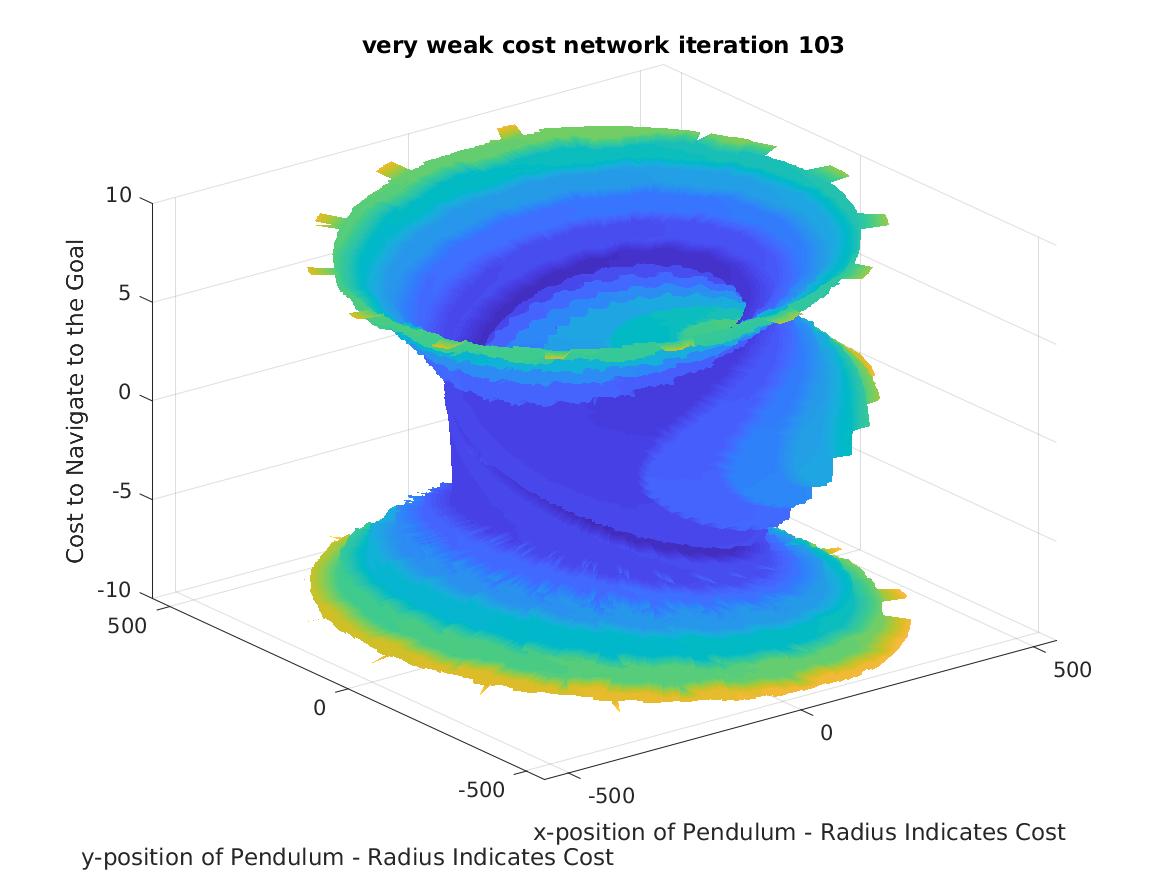 very weak cost network iteration 103
10
5
0
-5
-10
Cost to Navigate to the Goal
500
0
-500
-500
0
500
x-position of Pendulum - Radius Indicates Cost
y-position of Pendulum - Radius Indicates Cost